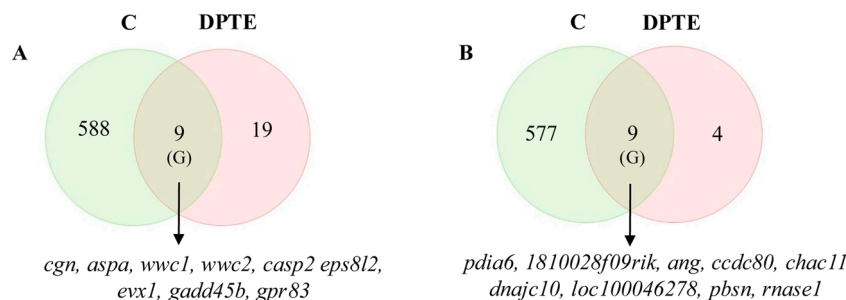 C DPTE
A
588 9 19
(G)
cgn, aspa, wwc1, wwc2, casp2 eps8l2,
evx1, gadd45b, gpr83
C DPTE
B
577 9 4
(G)
pdia6, 1810028f09rik, ang, ccdc80, chac11
dnajc10, loc100046278, pbsn, rnase1